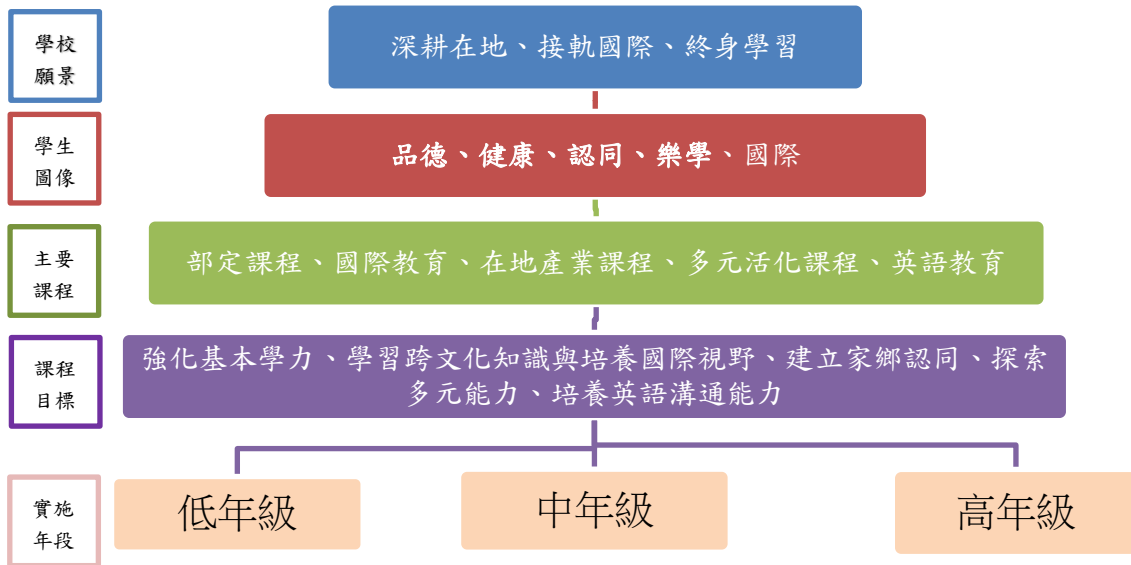 學校
願景
深耕在地、接軌國際、終身學習
學生
圖像
品德、健康、認同、樂學、國際
主要
課程
部定課程、國際教育、在地產業課程、多元活化課程、英語教育
課程
目標
強化基本學力、學習跨文化知識與培養國際視野、建立家鄉認同、探索
多元能力、培養英語溝通能力
實施
年段
低年級
中年級
高年級